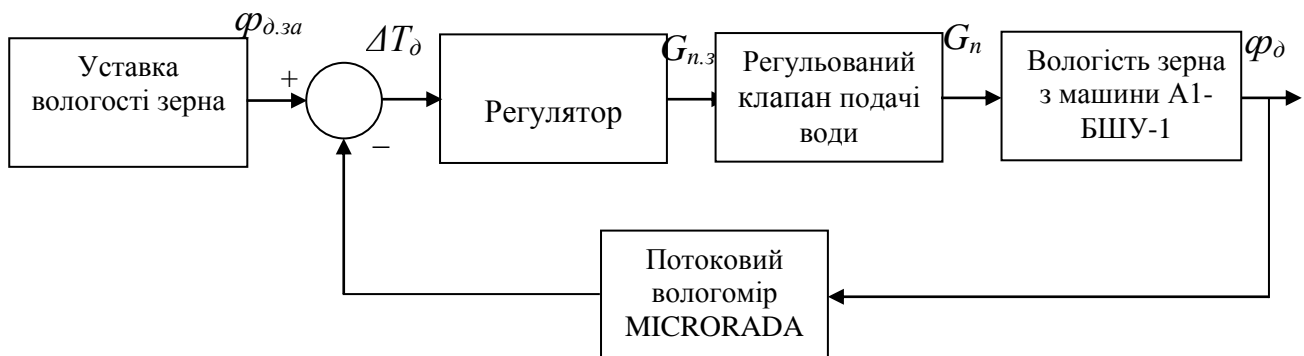 φд.за
ΔTд
Gп.з
Gп
φд
Уставка
вологості зерна
+
−
Регулятор
Регульований
клапан подачі
води
Вологість зерна
з машини А1-
БШУ-1
Потоковий
вологомір
MICRORADA